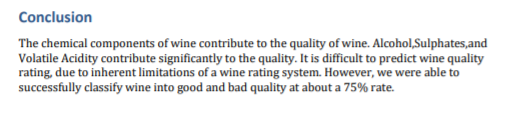 Conclusion
The chemical components of wine contribute to the quality of wine. Alcohol,Sulphates,and
Volatile Acidity contribute significantly to the quality. It is difficult to predict wine quality
rating, due to inherent limitations of a wine rating system. However, we were able to
successfully classify wine into good and bad quality at about a 75% rate.